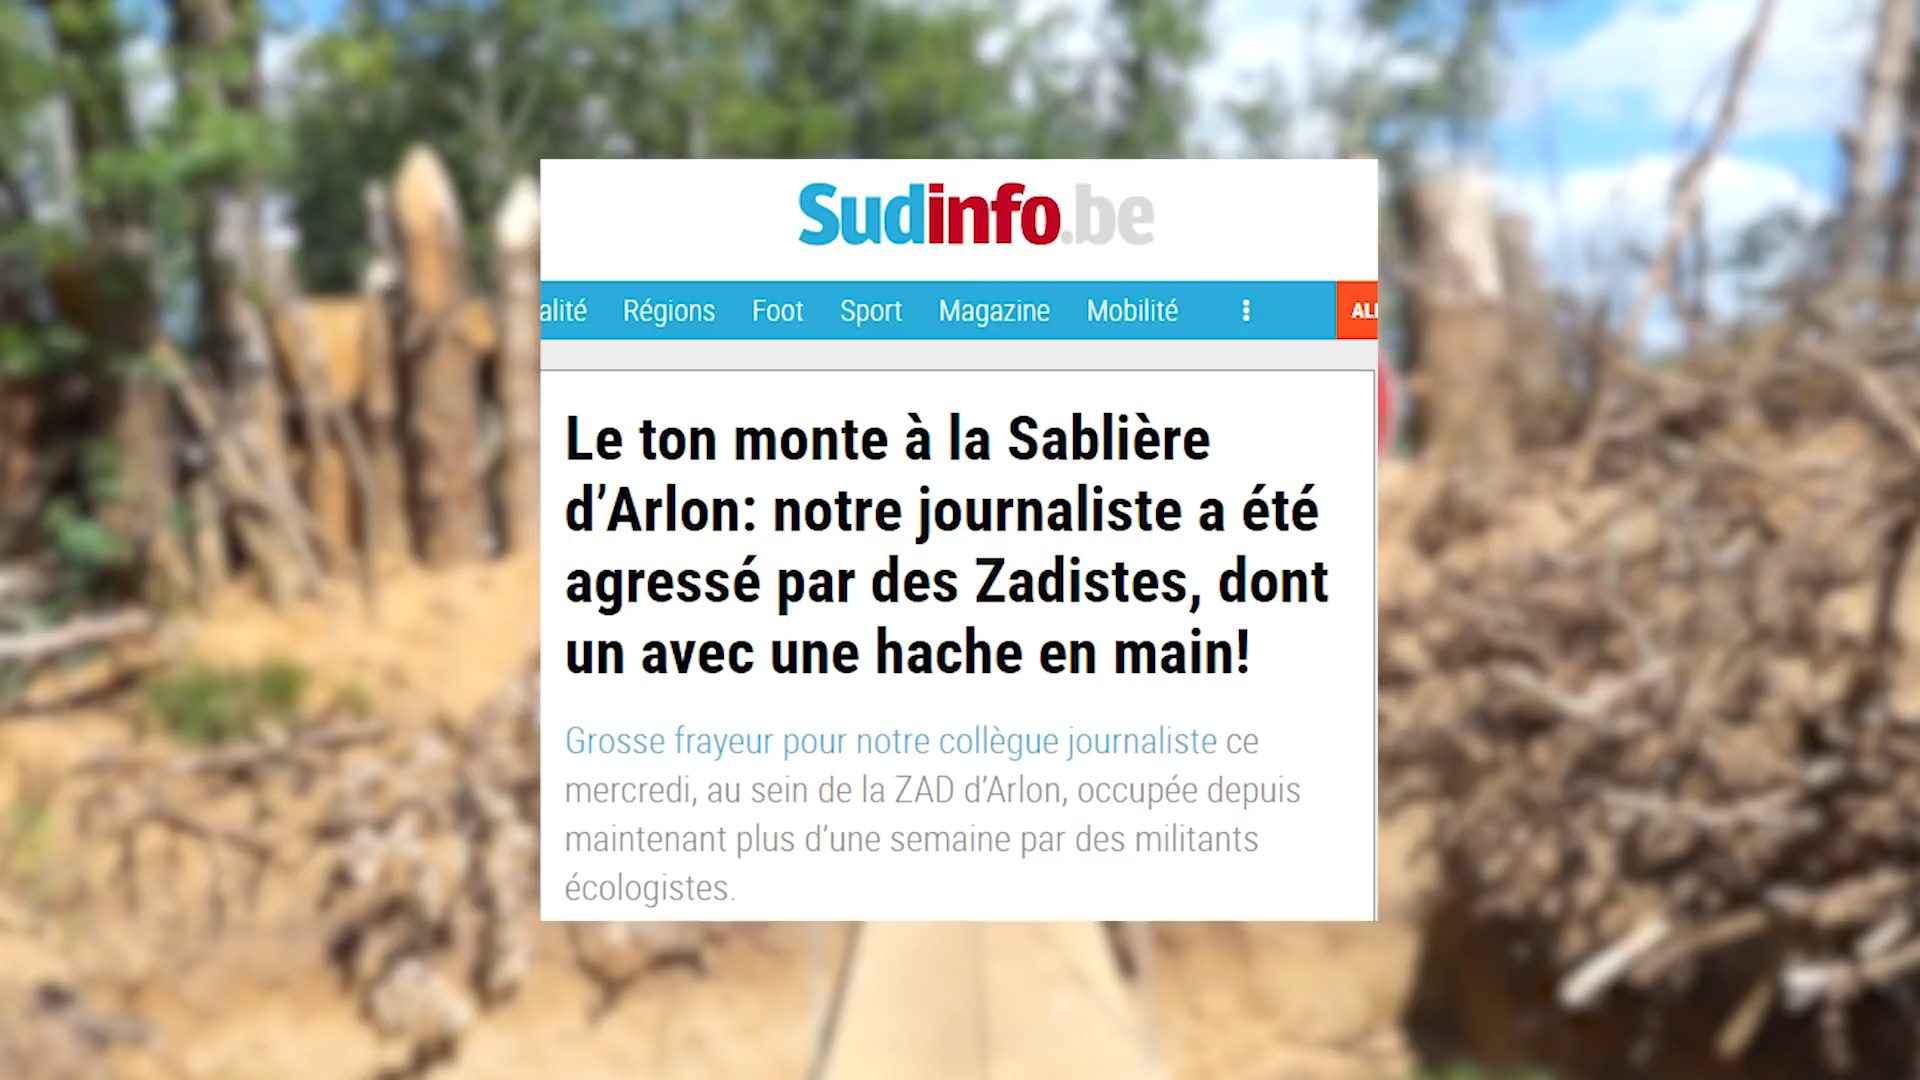 Sudinfo.be
alité Régions Foot Sport Magazine Mobilité AL
Le ton monte à la Sablière
d’Arlon: notre journaliste a été
agressé par des Zadistes, dont
un avec une hache en main!
Grosse frayeur pour notre collègue journaliste ce
mercredi, au sein de la ZAD d’Arlon, occupée depuis
maintenant plus d’une semaine par des militants
écologistes.